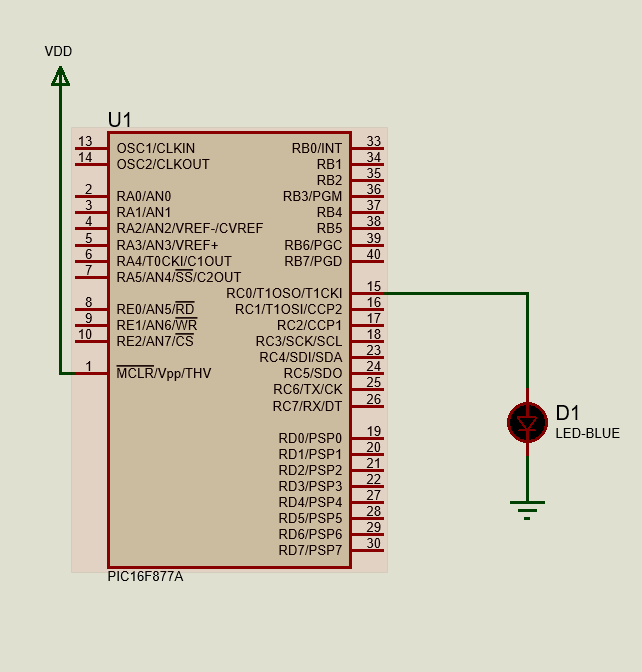 VDD
U1
13 OSC1/CLKIN RB0/INT 33
14 OSC2/CLKOUT RB1 34
RB2 35
2 RA0/AN0 RB3/PGM 36
3 RA1/AN1 RB4 37
4 RA2/AN2/VREF-/CVREF RB5 38
5 RA3/AN3/VREF+ RB6/PGC 39
6 RA4/T0CKI/C1OUT RB7/PGD 40
7 RA5/AN4/SS/C2OUT
RC0/T1OSO/T1CKI 15
8 RE0/AN5/RD RC1/T1OSI/CCP2 16
9 RE1/AN6/WR RC2/CCP1 17
10 RE2/AN7/CS RC3/SCK/SCL 18
RC4/SDI/SDA 23
1 MCLR/Vpp/THV RC5/SDO 24
RC6/TX/CK 25
RC7/RX/DT 26
D1
LED-BLUE
RD0/PSP0 19
RD1/PSP1 20
RD2/PSP2 21
RD3/PSP3 22
RD4/PSP4 27
RD5/PSP5 28
RD6/PSP6 29
RD7/PSP7 30
PIC16F877A